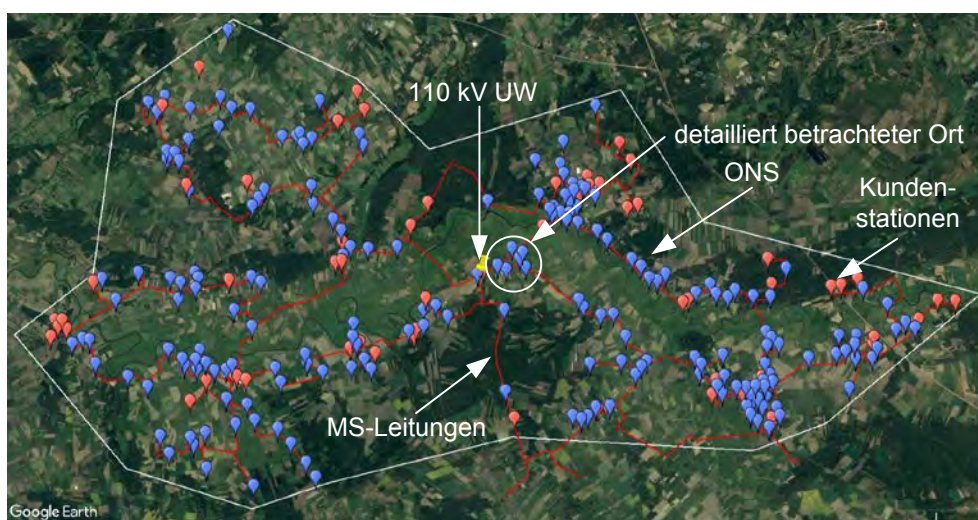 110 kV UW
detailliert betrachteter Ort
ONS
Kunden-
stationen
MS-Leitungen
Google Earth